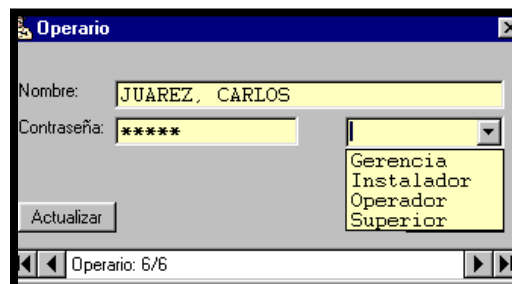 Operario
Nombre: JUAREZ, CARLOS
Contraseña: *****
Gerencia
Instalador
Operador
Superior
Actualizar
Operario: 6/6